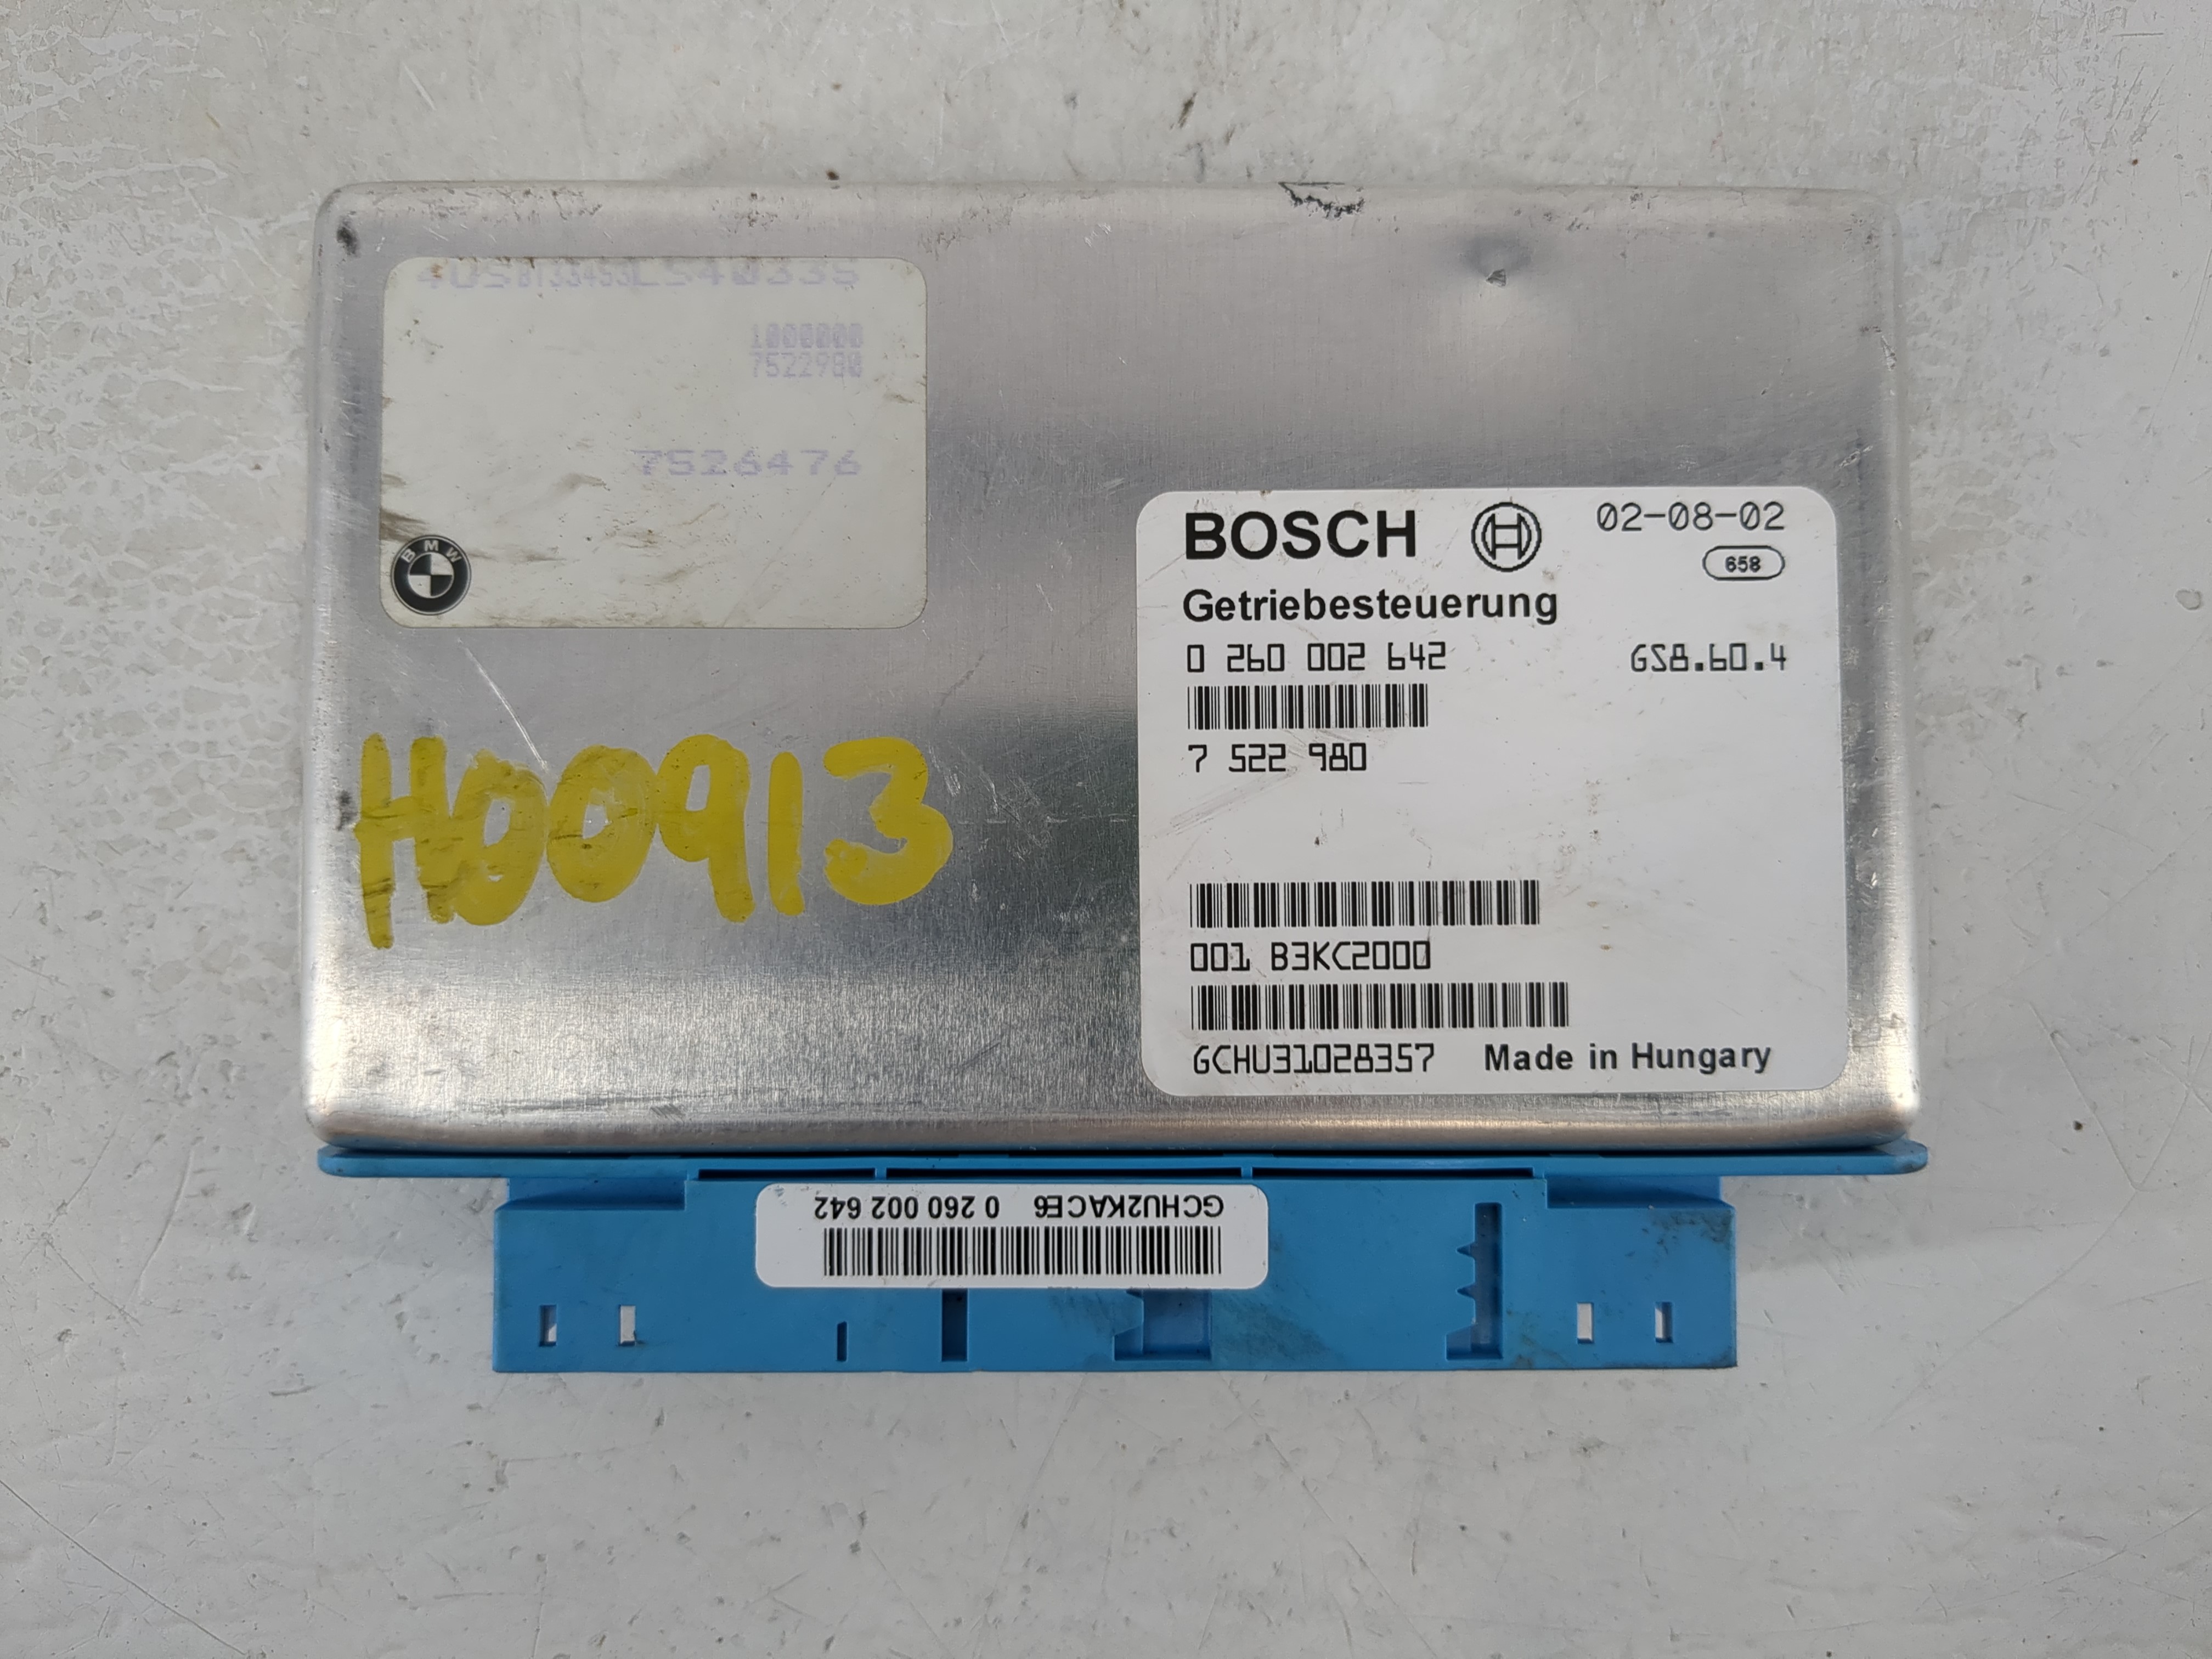 1000000
7522980
7526476
BMW
H00913
BOSCH 02-08-02
658
Getriebesteuerung
0 260 002 642 GS8.60.4
7 522 980
001 B3KC2000
GCHU31028357 Made in Hungary
GCHU2KACE6 0 260 002 642